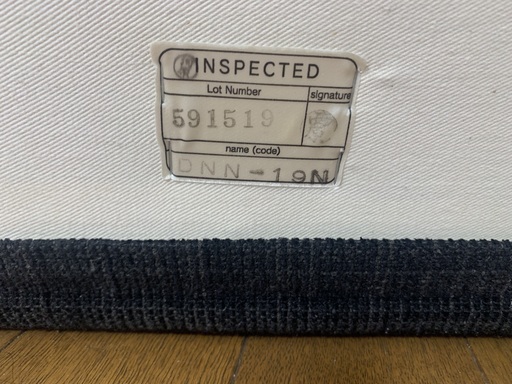 INSPECTED
Lot Number
signature
591519
name (code)
DNN-19N